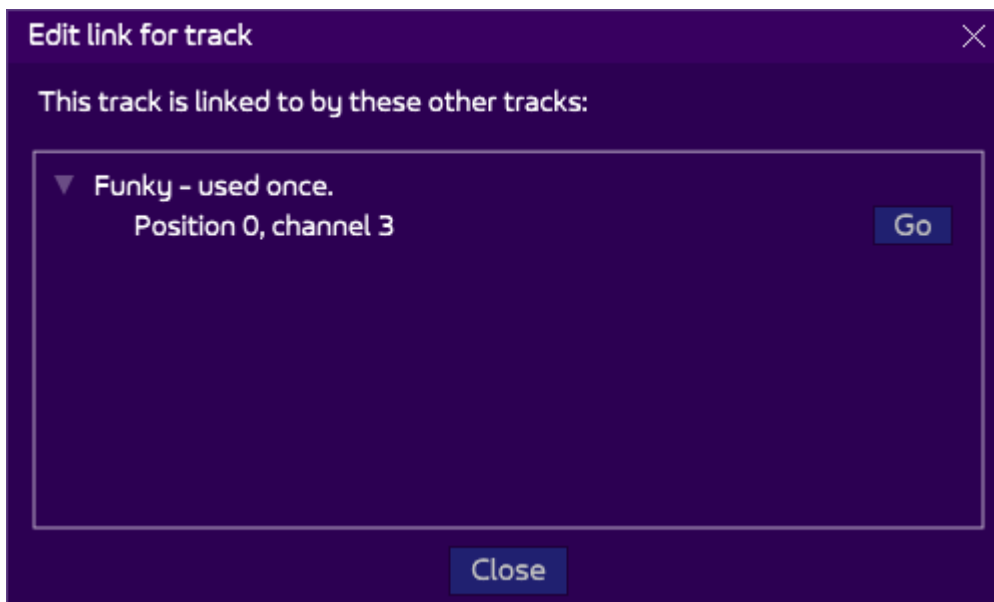 Edit link for track
This track is linked to by these other tracks:
Funky - used once.
Position 0, channel 3
Go
Close